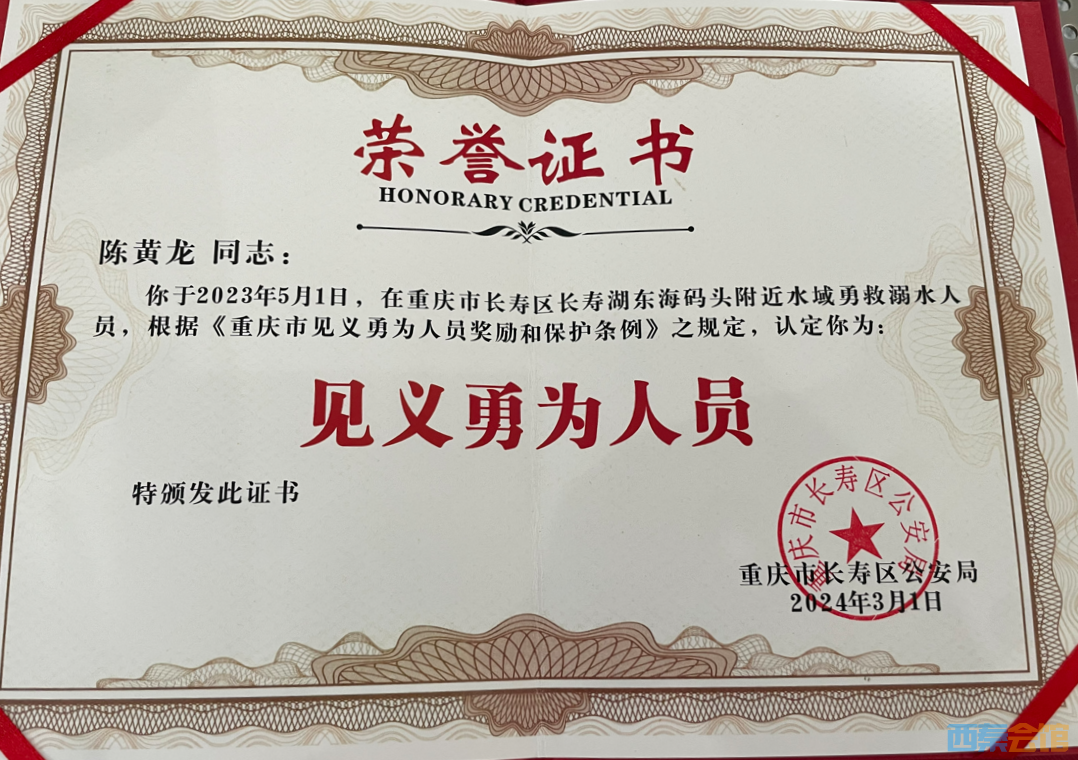 荣誉证书
HONORARY CREDENTIAL
陈黄龙 同志：
你于2023年5月1日，在重庆市长寿区长寿湖东海码头附近水域勇救溺水人
员，根据《重庆市见义勇为人员奖励和保护条例》之规定，认定你为：
见义勇为人员
特颁发此证书
重庆市长寿区公安局
重庆市长寿区公安局
2024年3月1日
西蔡会馆